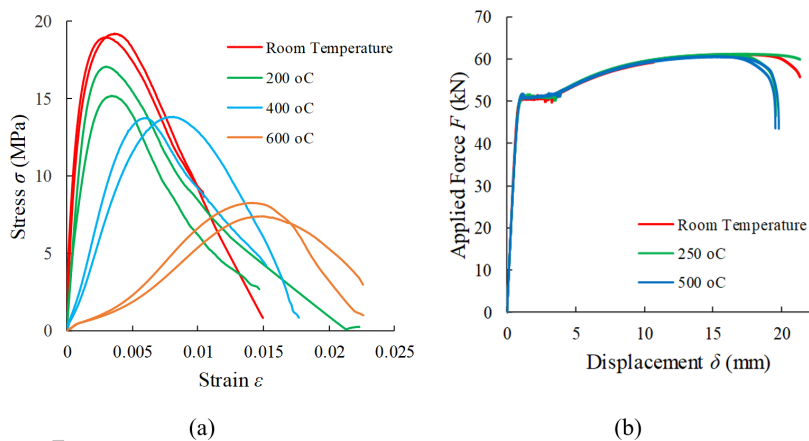 20
15
10
5
0
Stress σ (MPa)
Room Temperature
200 oC
400 oC
600 oC
0
0.005
0.01
0.015
0.02
0.025
Strain ε
(a)
70
60
50
40
30
20
10
0
Applied Force F (kN)
Room Temperature
250 oC
500 oC
0
5
10
15
20
Displacement δ (mm)
(b)